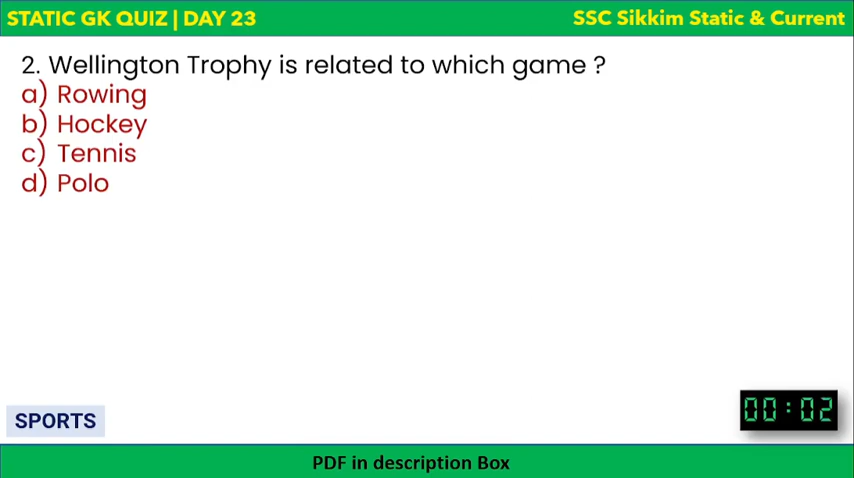 STATIC GK QUIZ | DAY 23
SSC Sikkim Static & Current
2. Wellington Trophy is related to which game ?
a) Rowing
b) Hockey
c) Tennis
d) Polo
SPORTS
00:02
PDF in description Box